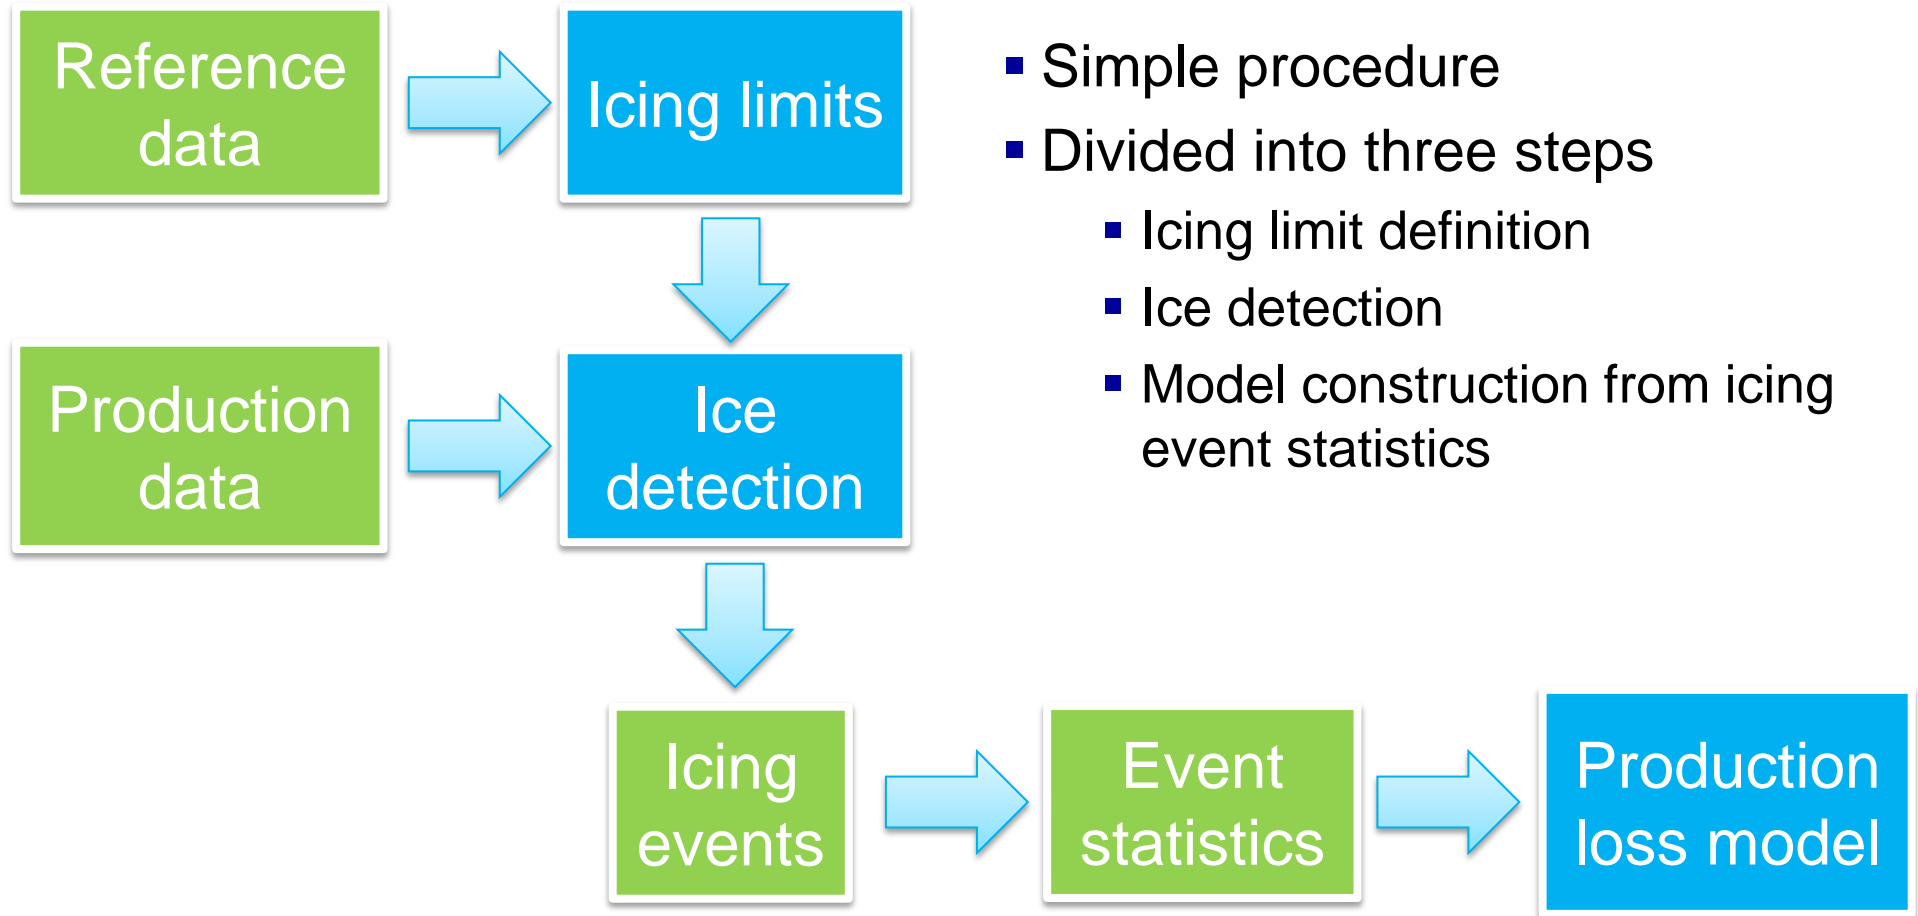 Reference
data
Icing limits
Production
data
Ice
detection
Icing
events
Event
statistics
Production
loss model
▪ Simple procedure
▪ Divided into three steps
▪ Icing limit definition
▪ Ice detection
▪ Model construction from icing
event statistics